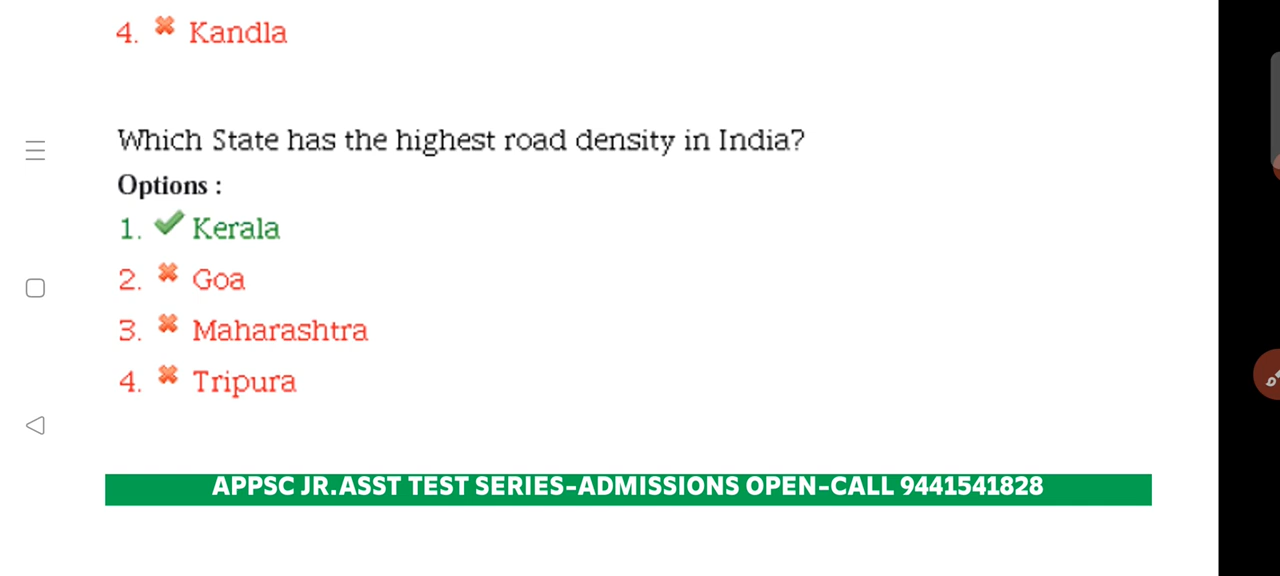 4. Kandla
Which State has the highest road density in India?
Options :
1. Kerala
2. Goa
3. Maharashtra
4. Tripura
APPSC JR.ASST TEST SERIES-ADMISSIONS OPEN-CALL 9441541828